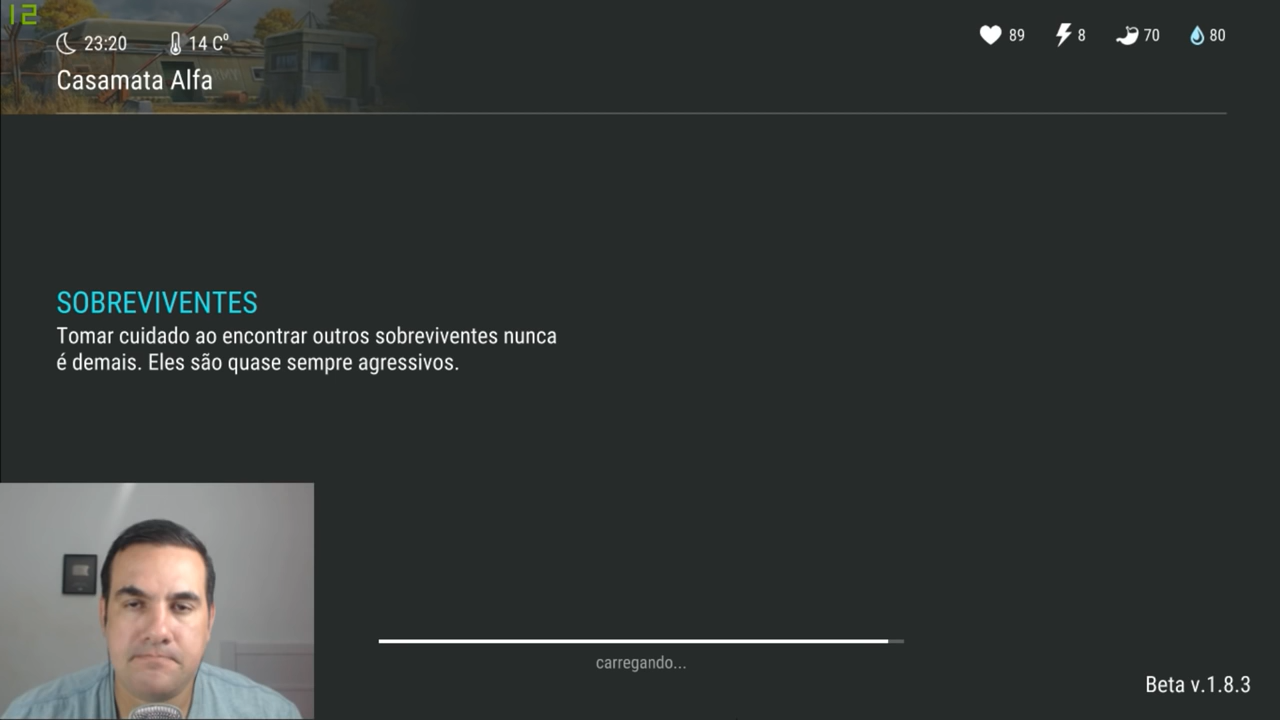 12
23:20
14 Cº
89
8
70
80
Casamata Alfa
SOBREVIVENTES
Tomar cuidado ao encontrar outros sobreviventes nunca
é demais. Eles são quase sempre agressivos.
carregando...
Beta v.1.8.3